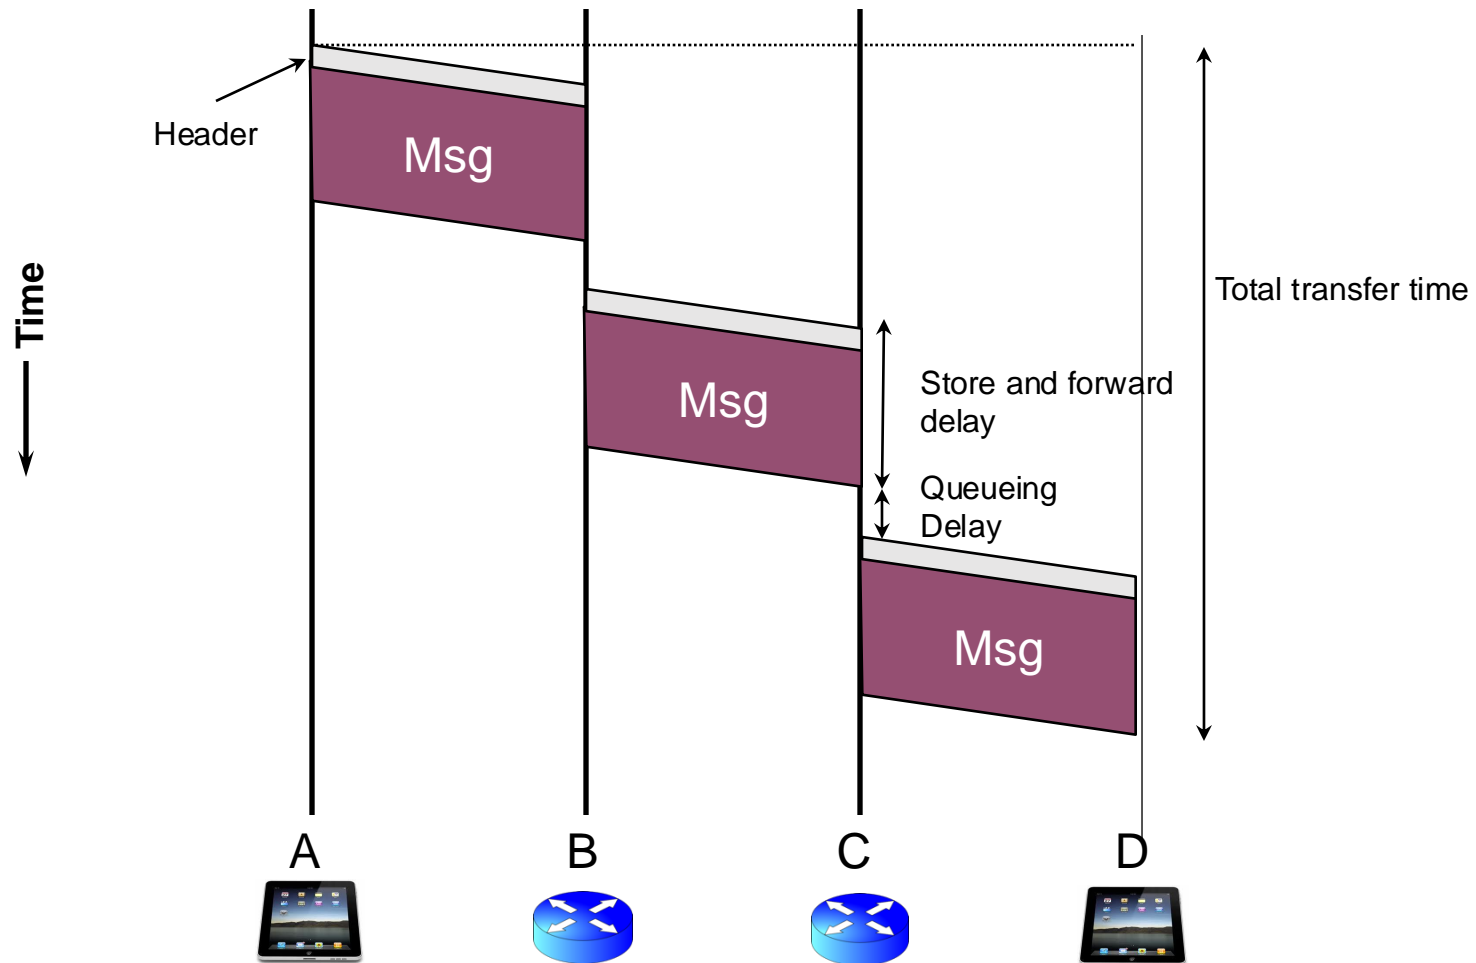 Header
Msg
Time
Total transfer time
Msg
Store and forward
delay
Queueing
Delay
Msg
A
B
C
D